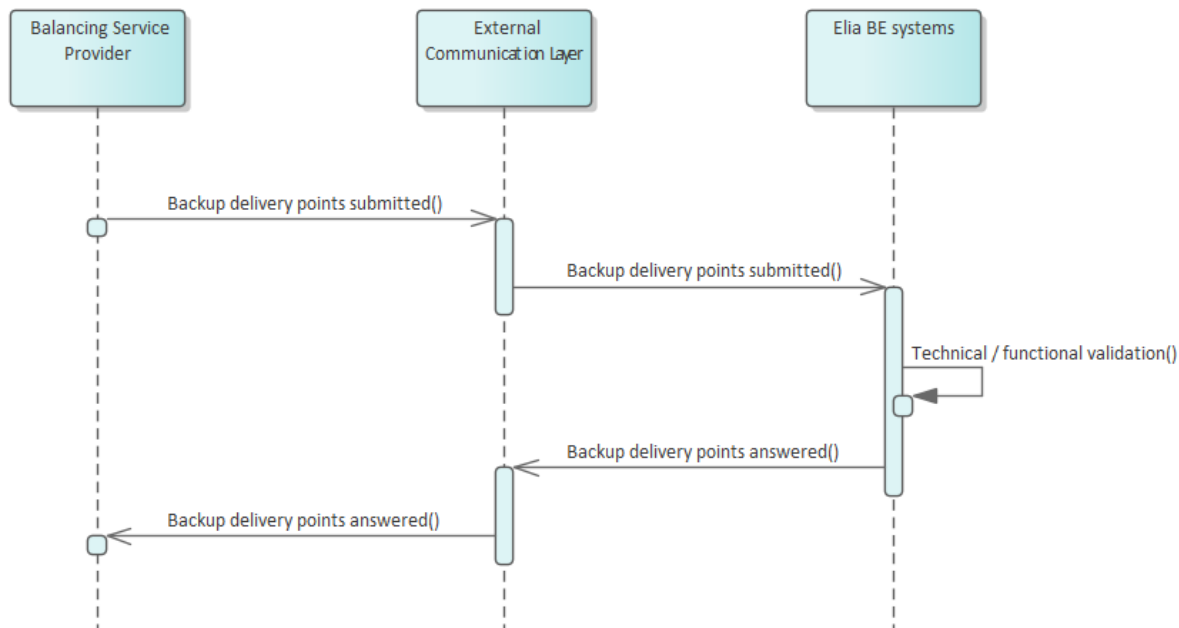 Balancing Service
Provider
External
Communication Layer
Elia BE systems
Backup delivery points submitted()
Backup delivery points submitted()
Technical / functional validation()
Backup delivery points answered()
Backup delivery points answered()